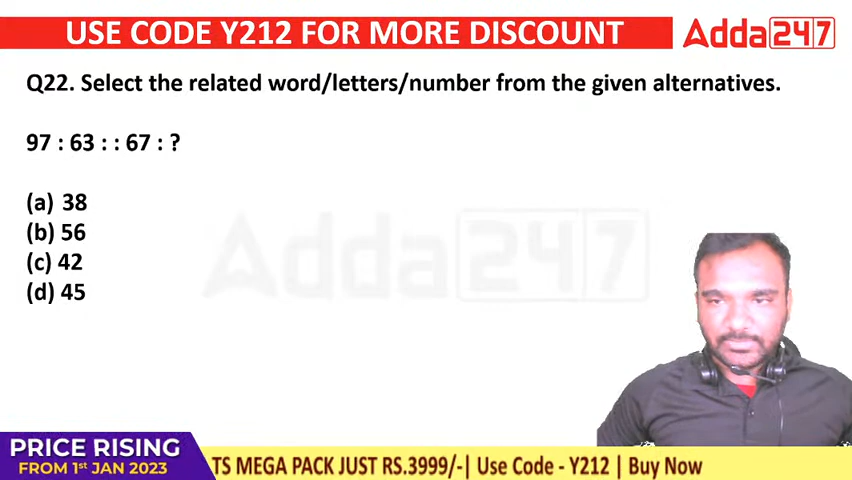 USE CODE Y212 FOR MORE DISCOUNT
Adda247
Q22. Select the related word/letters/number from the given alternatives.
97 : 63 : : 67 : ?
(a) 38
(b) 56
(c) 42
(d) 45
Adda247
PRICE RISING
FROM 1st JAN 2023
TS MEGA PACK JUST RS.3999/-| Use Code - Y212 | Buy Now